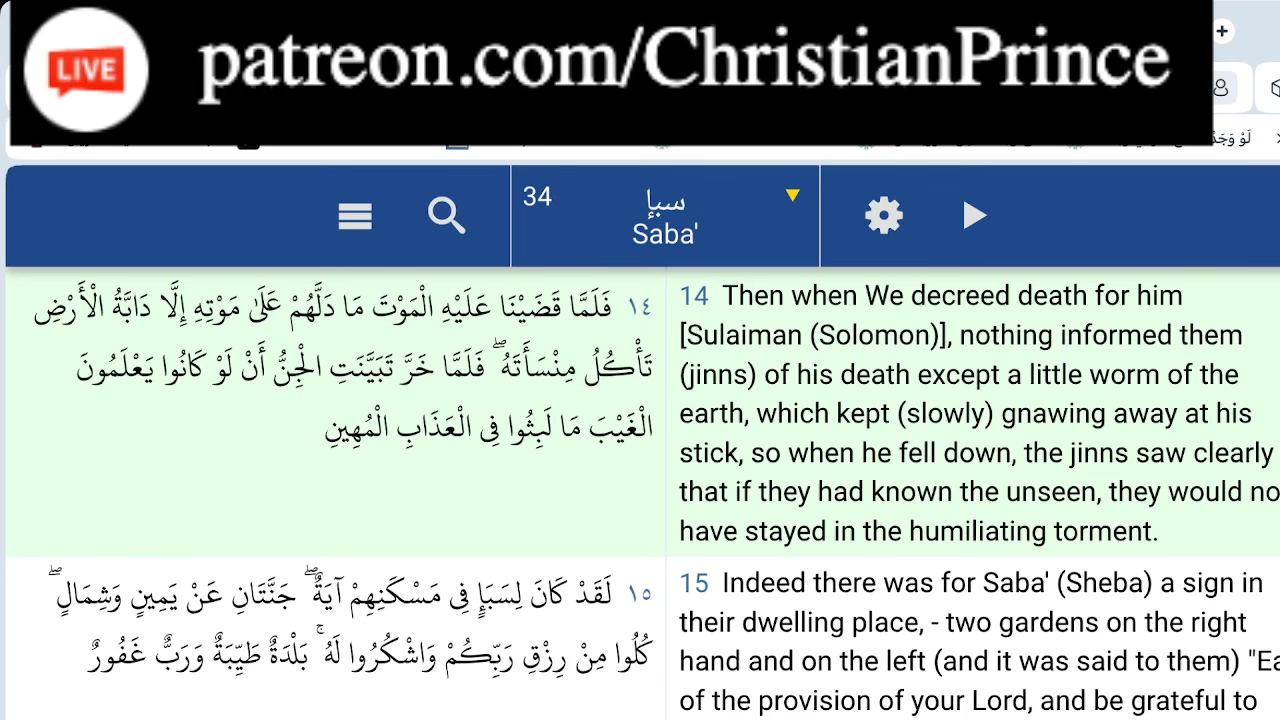 LIVE
patreon.com/ChristianPrince
34
سبإ
Saba'
١٤ فَلَمَّا قَضَيْنَا عَلَيْهِ الْمَوْتَ مَا دَلَّهُمْ عَلَىٰ مَوْتِهِ إِلَّا دَابَّةُ الْأَرْضِ
تَأْكُلُ مِنْسَأَتَهُ ۖ فَلَمَّا خَرَّ تَبَيَّنَتِ الْجِنُّ أَنْ لَوْ كَانُوا يَعْلَمُونَ
الْغَيْبَ مَا لَبِثُوا فِي الْعَذَابِ الْمُهِينِ
14 Then when We decreed death for him
[Sulaiman (Solomon)], nothing informed them
(jinns) of his death except a little worm of the
earth, which kept (slowly) gnawing away at his
stick, so when he fell down, the jinns saw clearly
that if they had known the unseen, they would no
have stayed in the humiliating torment.
١٥ لَقَدْ كَانَ لِسَبَإٍ فِي مَسْكَنِهِمْ آيَةٌ ۖ جَنَّتَانِ عَنْ يَمِينٍ وَشِمَالٍ ۖ
كُلُوا مِنْ رِزْقِ رَبِّكُمْ وَاشْكُرُوا لَهُ ۚ بَلْدَةٌ طَيِّبَةٌ وَرَبٌّ غَفُورٌ
15 Indeed there was for Saba' (Sheba) a sign in
their dwelling place, - two gardens on the right
hand and on the left (and it was said to them) "Ea
of the provision of your Lord, and be grateful to